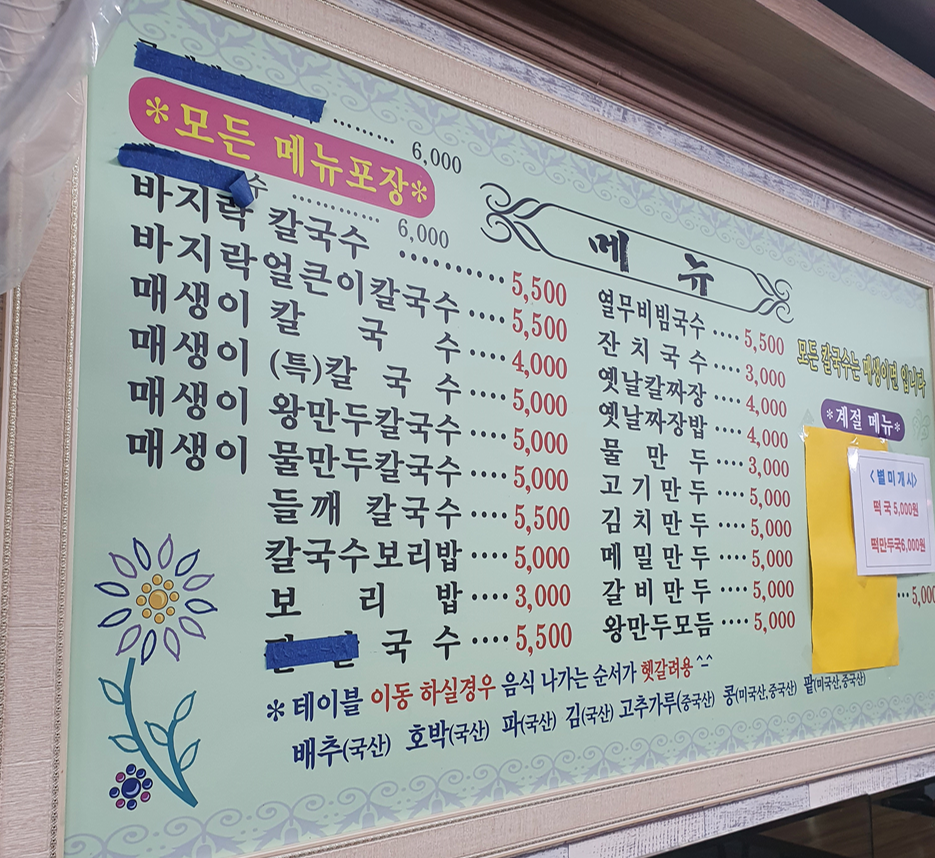 6,000
*모든 메뉴포장*
수 ············ 6,000
바지락 칼국수 ·········· 5,500
바지락얼큰이칼국수 ···· 5,500
매생이 칼 국 수 ···· 4,000
매생이 (특)칼 국 수 ···· 5,000
매생이 왕만두칼국수 ···· 5,000
매생이 물만두칼국수 ···· 5,000
들깨 칼국수 ···· 5,500
칼국수보리밥 ···· 5,000
보 리 밥 ···· 3,000
국 수 ···· 5,500
메 뉴
열무비빔국수 ···· 5,500
잔 치 국 수 ···· 3,000
옛날칼짜장 ···· 4,000
옛날짜장밥 ···· 4,000
물 만 두 ···· 3,000
고 기 만 두 ···· 5,000
김 치 만 두 ···· 5,000
메 밀 만 두 ···· 5,000
갈 비 만 두 ···· 5,000
왕만두모듬 ···· 5,000
모든 칼국수는 매생이면 입니다
*계절 메뉴*
<별미개시>
떡국 5,000원
떡만두국6,000원
*테이블 이동 하실경우 음식 나가는 순서가 헷갈려용 ^-^
배추(국산) 호박(국산) 파(국산) 김(국산) 고추가루(중국산) 콩(미국산,중국산) 팥(미국산,중국산)